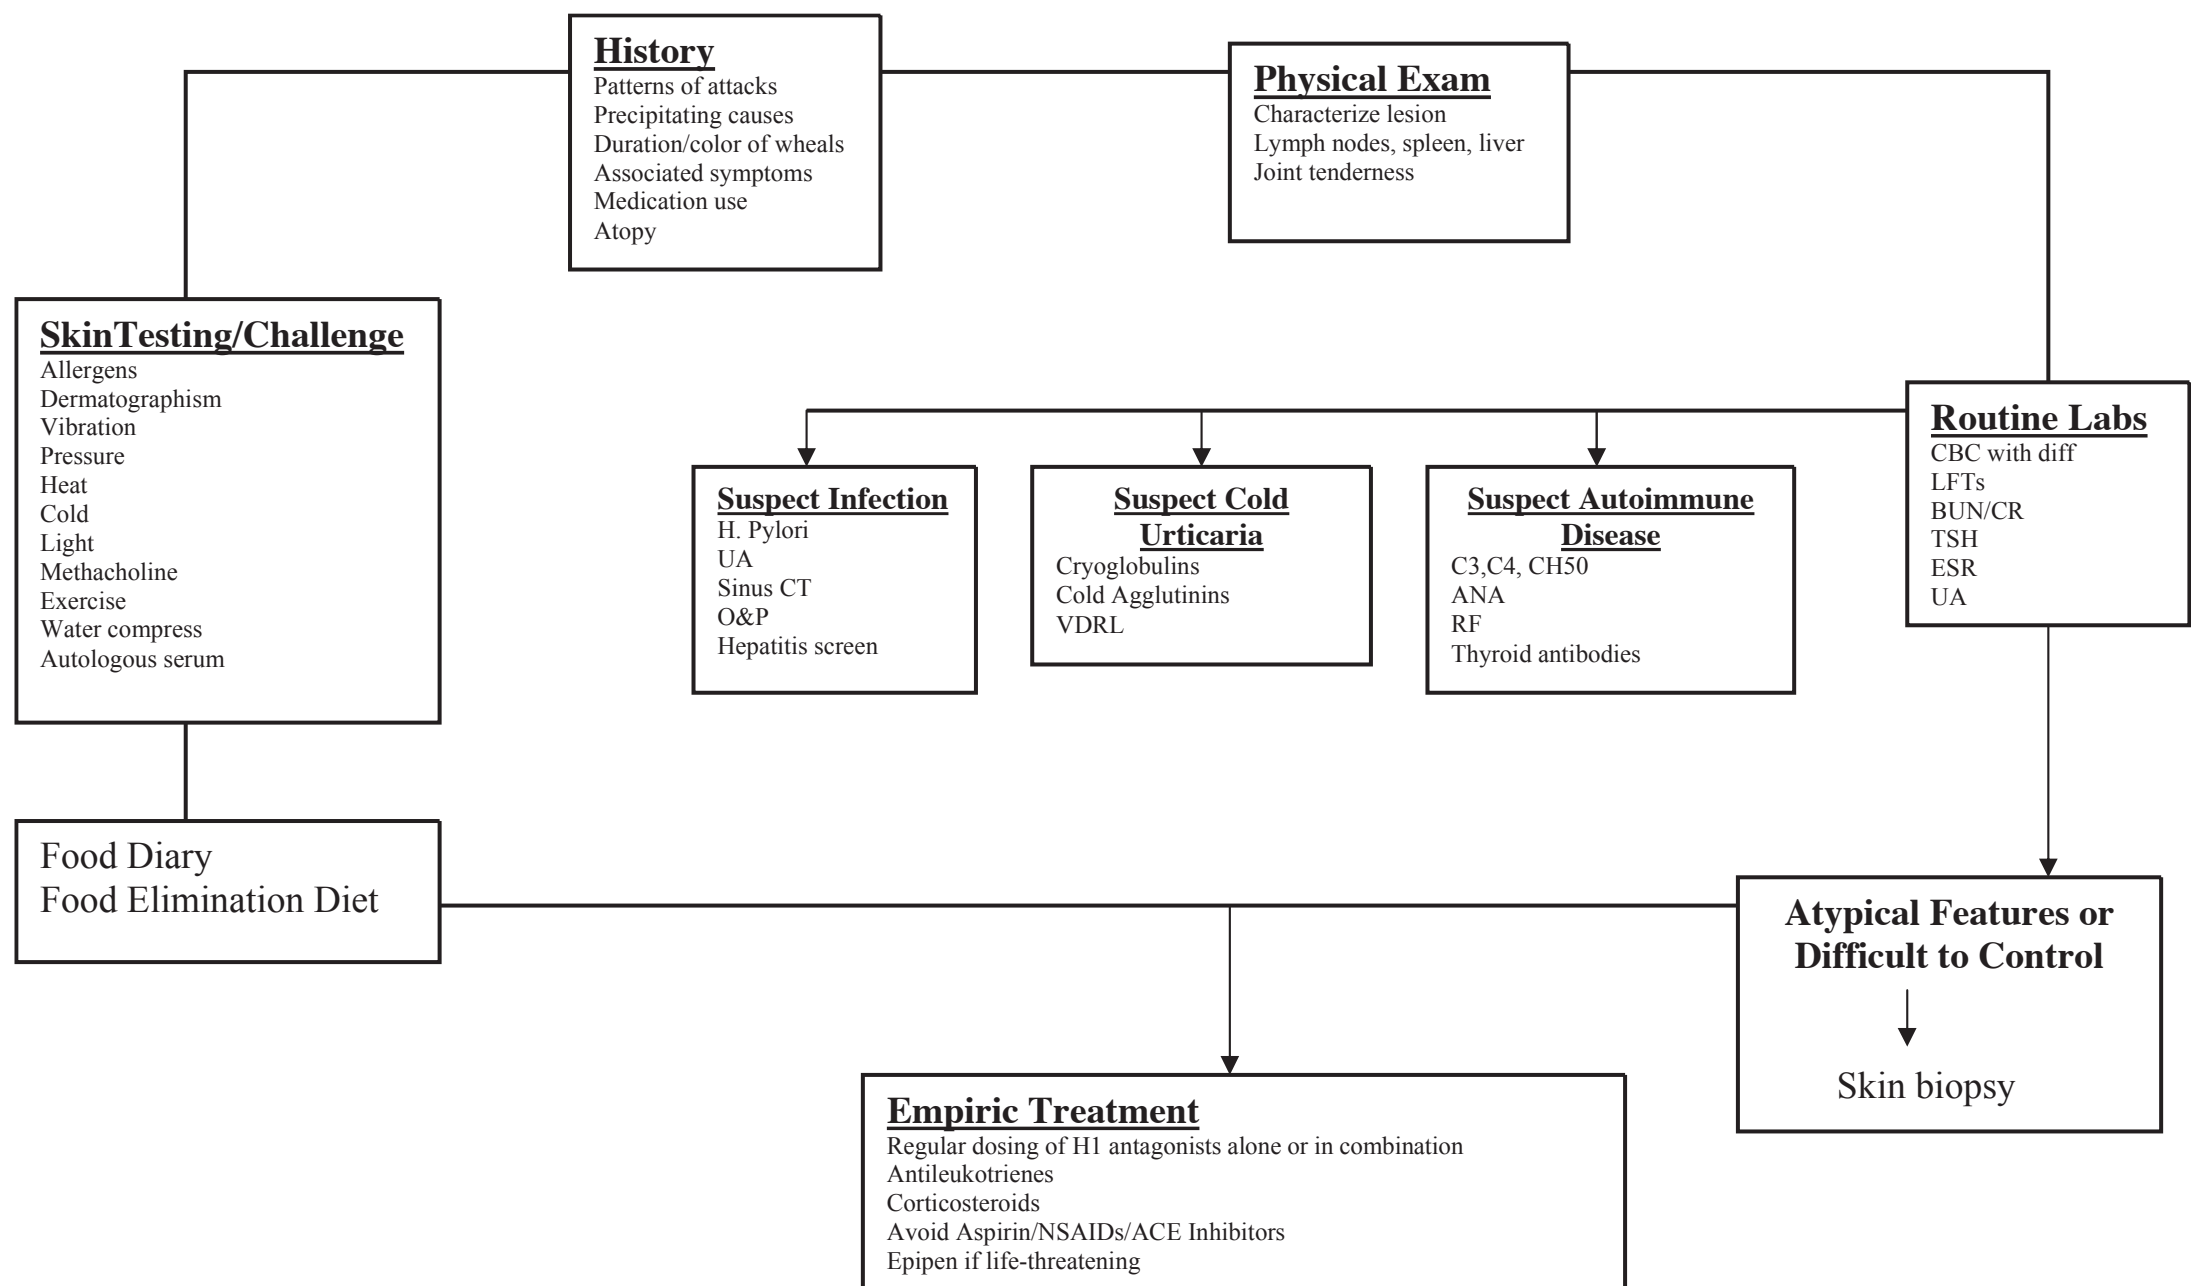 History
Patterns of attacks
Precipitating causes
Duration/color of wheals
Associated symptoms
Medication use
Atopy
Physical Exam
Characterize lesion
Lymph nodes, spleen, liver
Joint tenderness
SkinTesting/Challenge
Allergens
Dermatographism
Vibration
Pressure
Heat
Cold
Light
Methacholine
Exercise
Water compress
Autologous serum
Suspect Infection
H. Pylori
UA
Sinus CT
O&P
Hepatitis screen
Suspect Cold
Urticaria
Cryoglobulins
Cold Agglutinins
VDRL
Suspect Autoimmune
Disease
C3,C4, CH50
ANA
RF
Thyroid antibodies
Routine Labs
CBC with diff
LFTs
BUN/CR
TSH
ESR
UA
Food Diary
Food Elimination Diet
Atypical Features or
Difficult to Control
Skin biopsy
Empiric Treatment
Regular dosing of H1 antagonists alone or in combination
Antileukotrienes
Corticosteroids
Avoid Aspirin/NSAIDs/ACE Inhibitors
Epipen if life-threatening